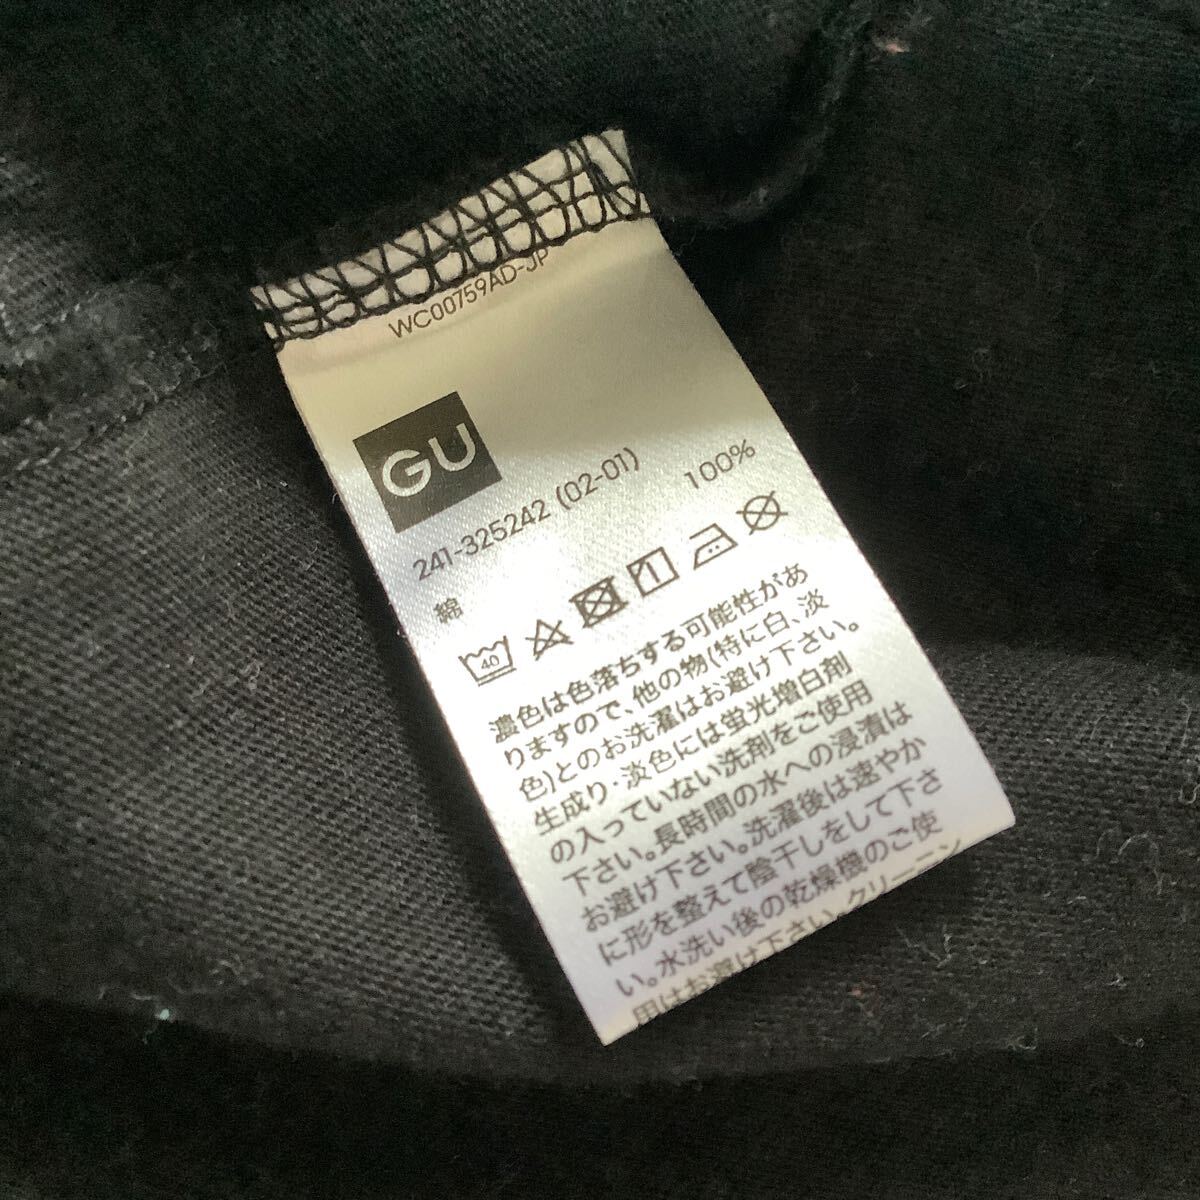 WC00759AD-JP
GU
241-325242 (02-01)
綿 100%
40
濃色は色落ちする可能性があ
りますので、他の物(特に白、淡
色)とのお洗濯はお避け下さい。
生成り・淡色には蛍光増白剤
の入っていない洗剤をご使用
下さい。長時間の水への浸漬は
お避け下さい。洗濯後は速やか
に形を整えて陰干しをして下さ
い。水洗い後の乾燥機のご使
用はお避け下さい。クリーニン